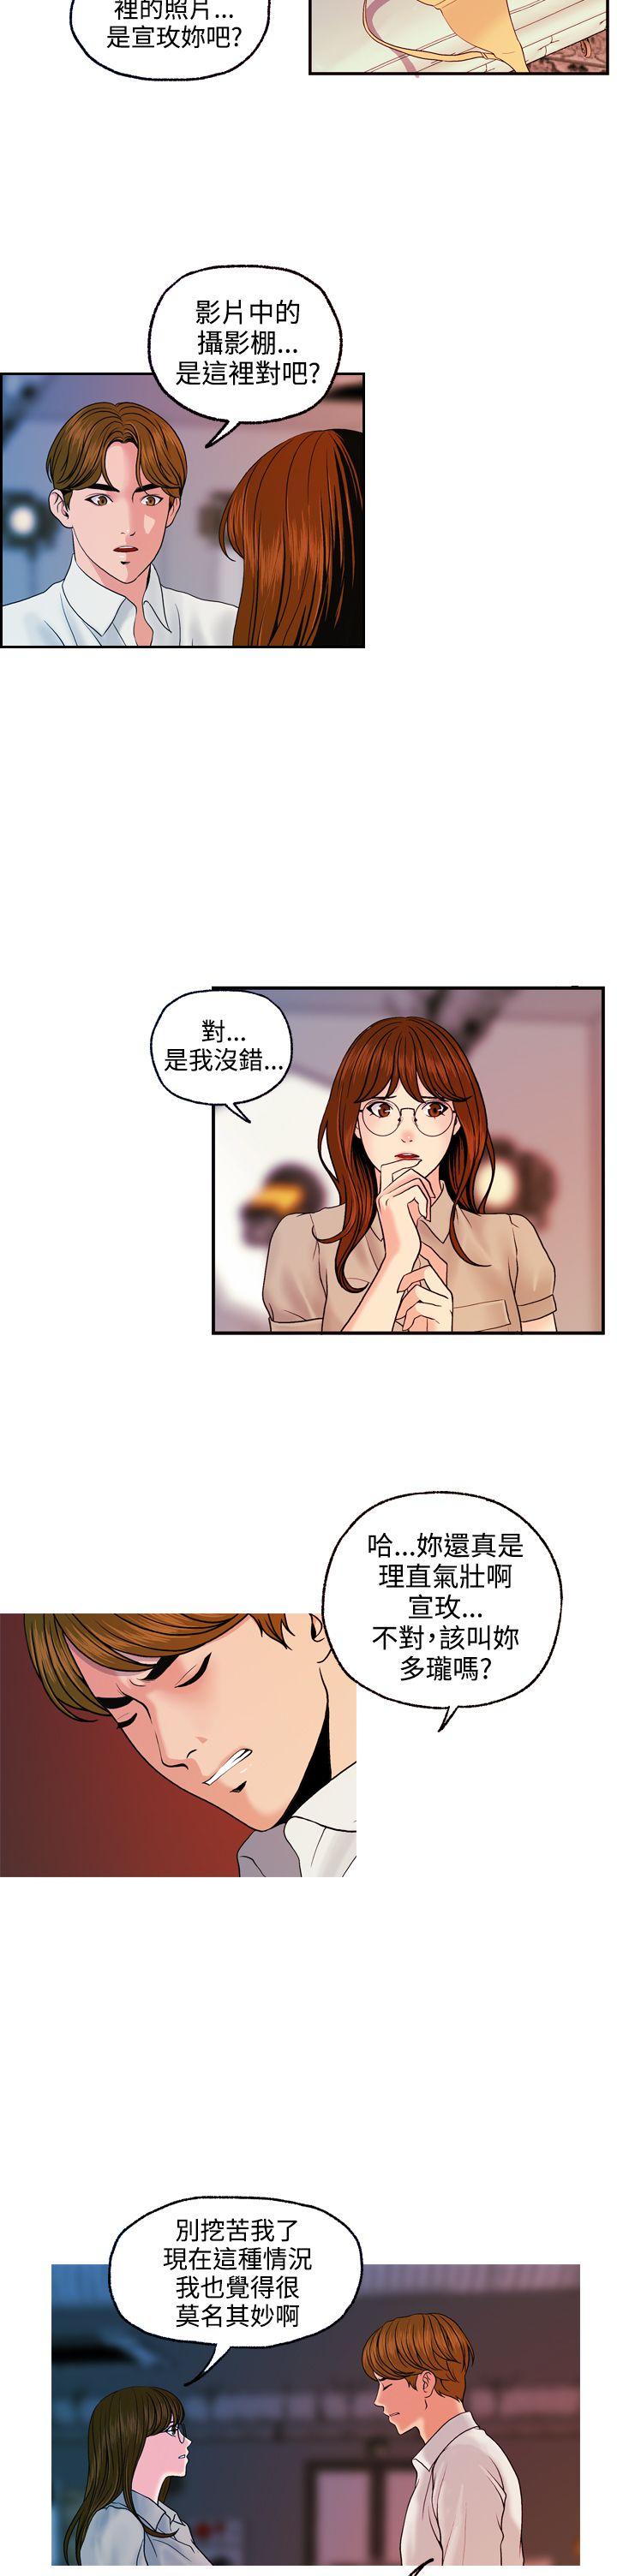 裡的照片...
是宣玫妳吧?
影片中的
攝影棚...
是這裡對吧?
對...
是我沒錯...
哈...妳還真是
理直氣壯啊
宣玫...
不對,該叫妳
多瓏嗎?
別挖苦我了
現在這種情況
我也覺得很
莫名其妙啊